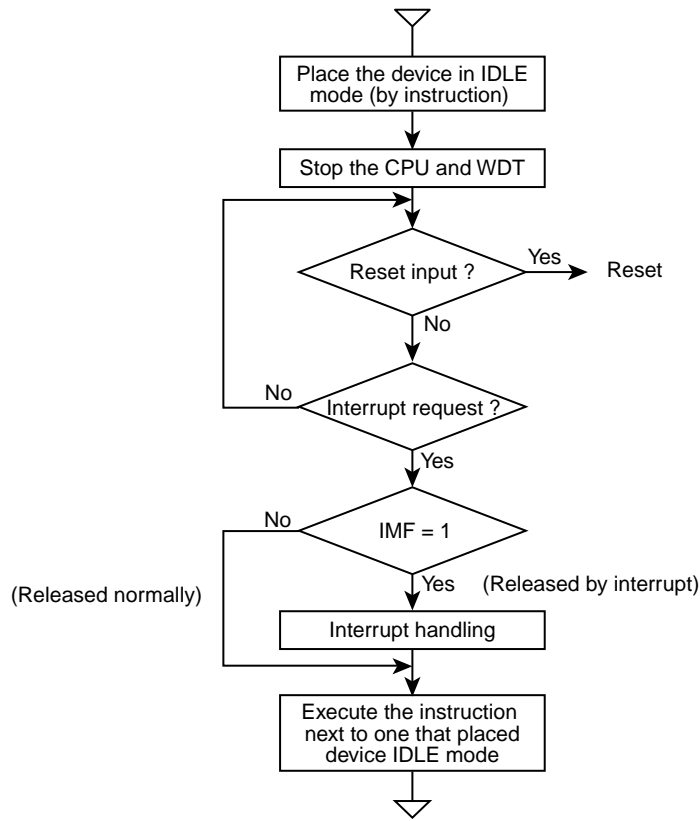 Place the device in IDLE
mode (by instruction)
Stop the CPU and WDT
Reset input ?
Yes
Reset
No
No
Interrupt request ?
Yes
No
IMF = 1
(Released normally)
Yes
(Released by interrupt)
Interrupt handling
Execute the instruction
next to one that placed
device IDLE mode